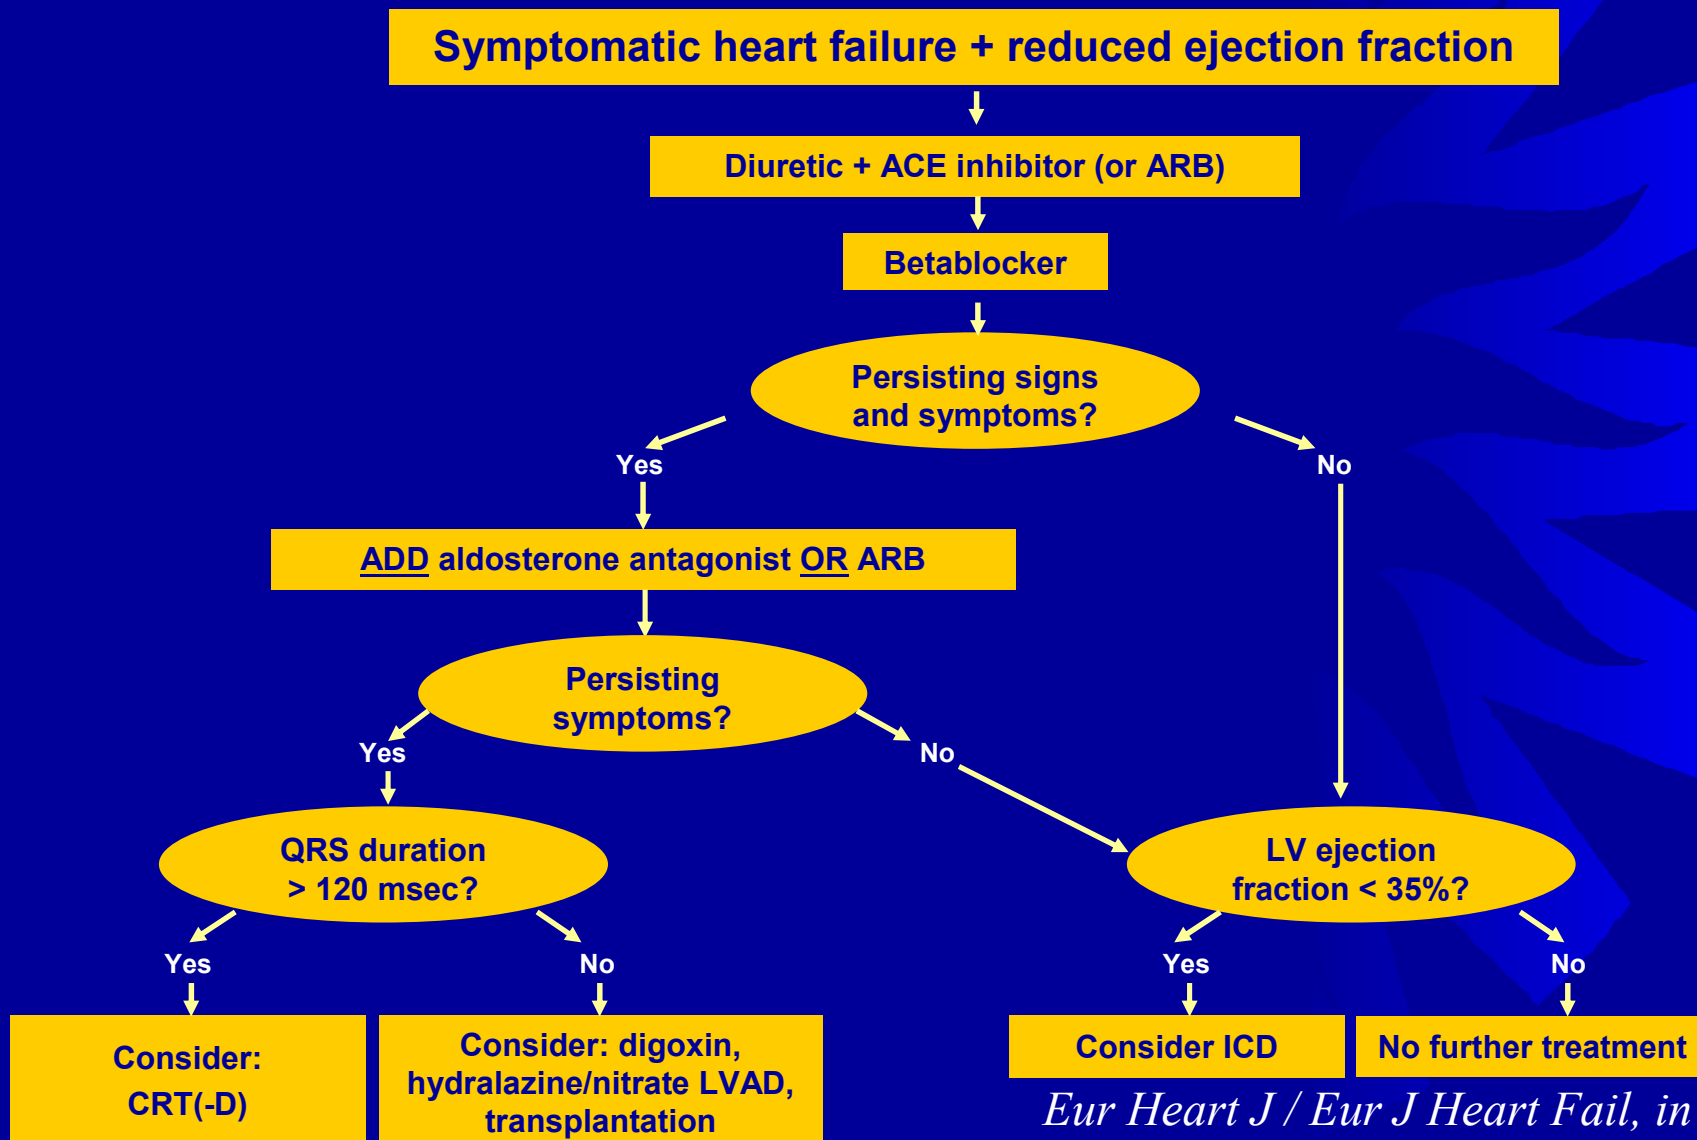 Symptomatic heart failure + reduced ejection fraction
Diuretic + ACE inhibitor (or ARB)
Betablocker
Persisting signs
and symptoms?
Yes
No
ADD aldosterone antagonist OR ARB
Persisting
symptoms?
Yes
No
QRS duration
> 120 msec?
LV ejection
fraction < 35%?
Yes
No
Yes
No
Consider:
CRT(-D)
Consider: digoxin,
hydralazine/nitrate LVAD,
transplantation
Consider ICD
No further treatment
Eur Heart J / Eur J Heart Fail, in